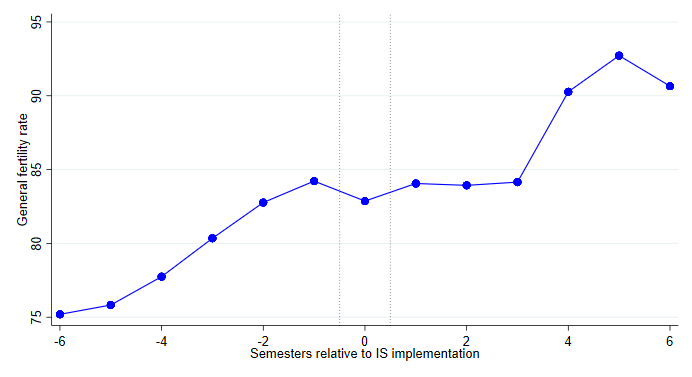 General fertility rate
95
90
85
80
75
-6 -4 -2 0 2 4 6
Semesters relative to IS implementation